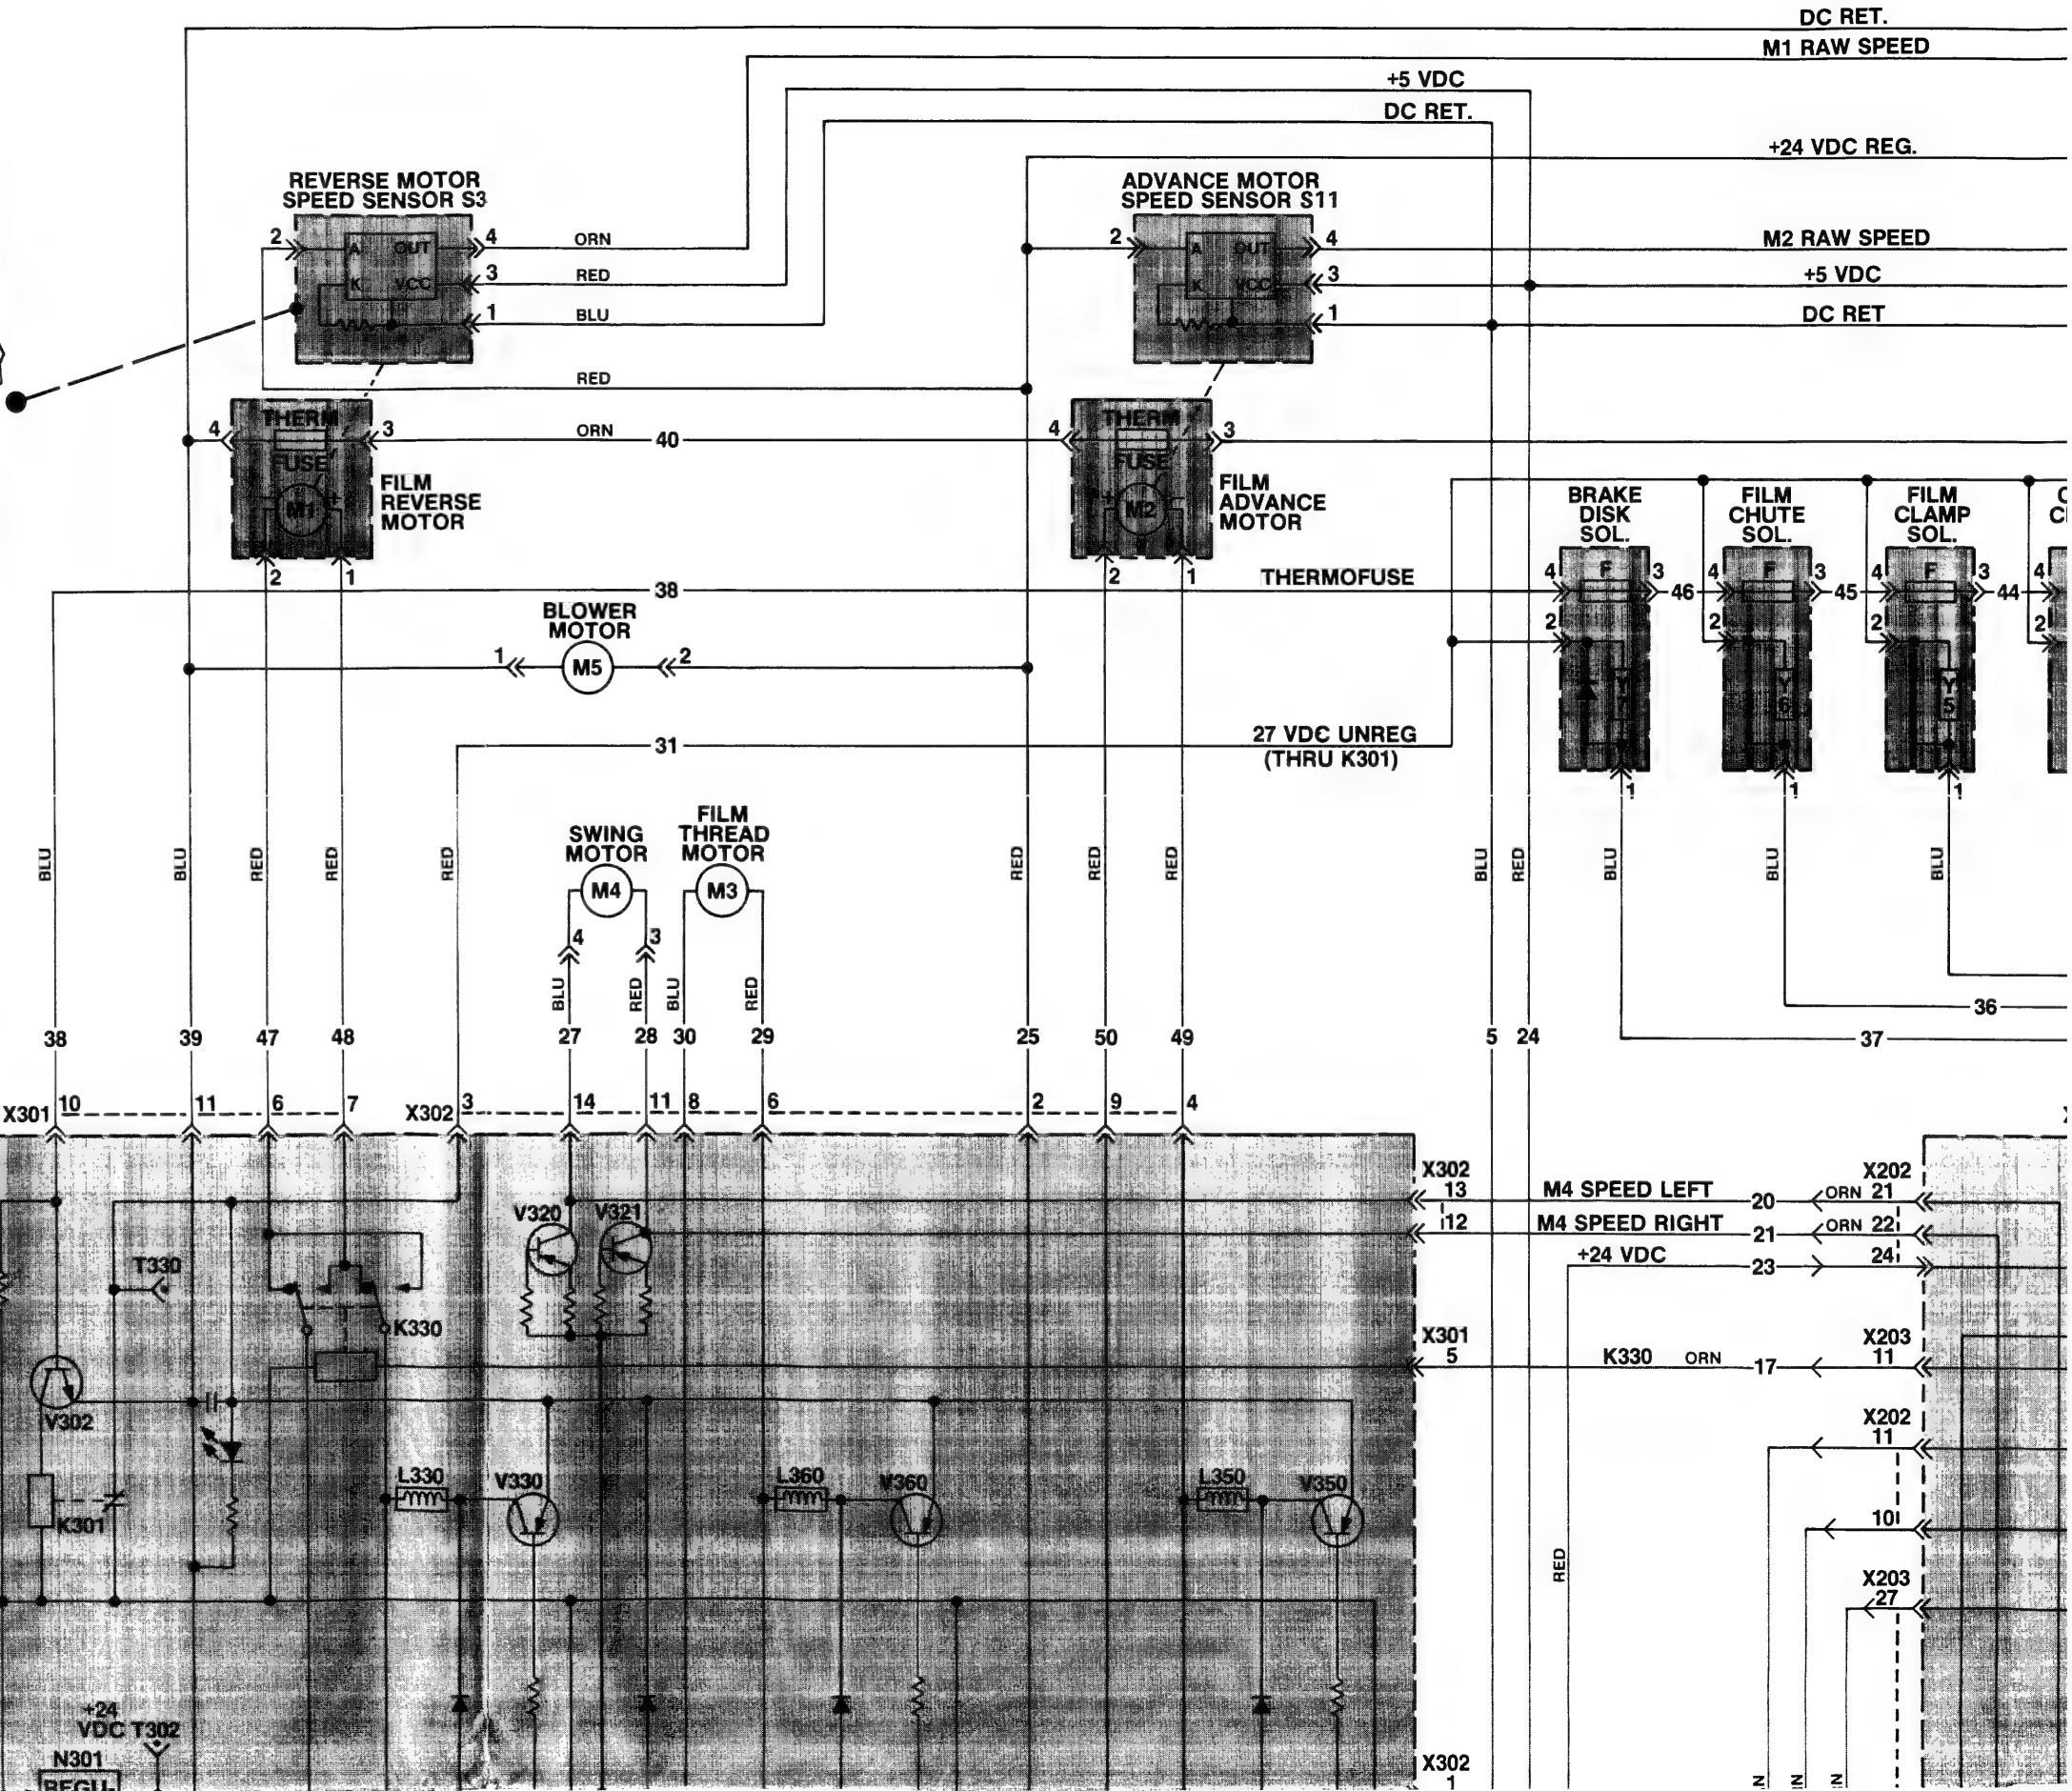 DC RET.
M1 RAW SPEED
+5 VDC
DC RET.
+24 VDC REG.
REVERSE MOTOR
SPEED SENSOR S3
ADVANCE MOTOR
SPEED SENSOR S11
2 A OUT 4 ORN
K VCC 3 RED
1 BLU
2 A OUT 4 M2 RAW SPEED
K VCC 3 +5 VDC
1 DC RET
RED
THERM
FUSE
4 3 ORN 40
M1
FILM
REVERSE
MOTOR
2 1
THERM
FUSE
4 3
+ M2 -
FILM
ADVANCE
MOTOR
2 1
BRAKE
DISK
SOL.
FILM
CHUTE
SOL.
FILM
CLAMP
SOL.
38 THERMOFUSE
4 F 3 46 4 F 3 45 4 F 3 44 4
2 2 2 2
Y
7
Y
6
Y
5
1 1 1
BLOWER
MOTOR
1 M5 2
31 27 VDC UNREG
(THRU K301)
SWING
MOTOR
M4
FILM
THREAD
MOTOR
M3
4 3
BLU BLU RED RED RED RED RED RED BLU RED BLU BLU BLU
BLU RED BLU RED
36
37
38 39 47 48 27 28 30 29 25 50 49 5 24
X301 10 11 6 7 X302 3 14 11 8 6 2 9 4
X302
13 M4 SPEED LEFT 20 ORN 21
X202
12 M4 SPEED RIGHT 21 ORN 22
+24 VDC 23 24
V320 V321
T330
K330
X301
5 K330 ORN 17
X203
11
V302
X202
11
L330 V330 L360 V360 L350 V350
K301
10
RED
X203
27
+24
VDC T302
N301
REGU-
X302
1